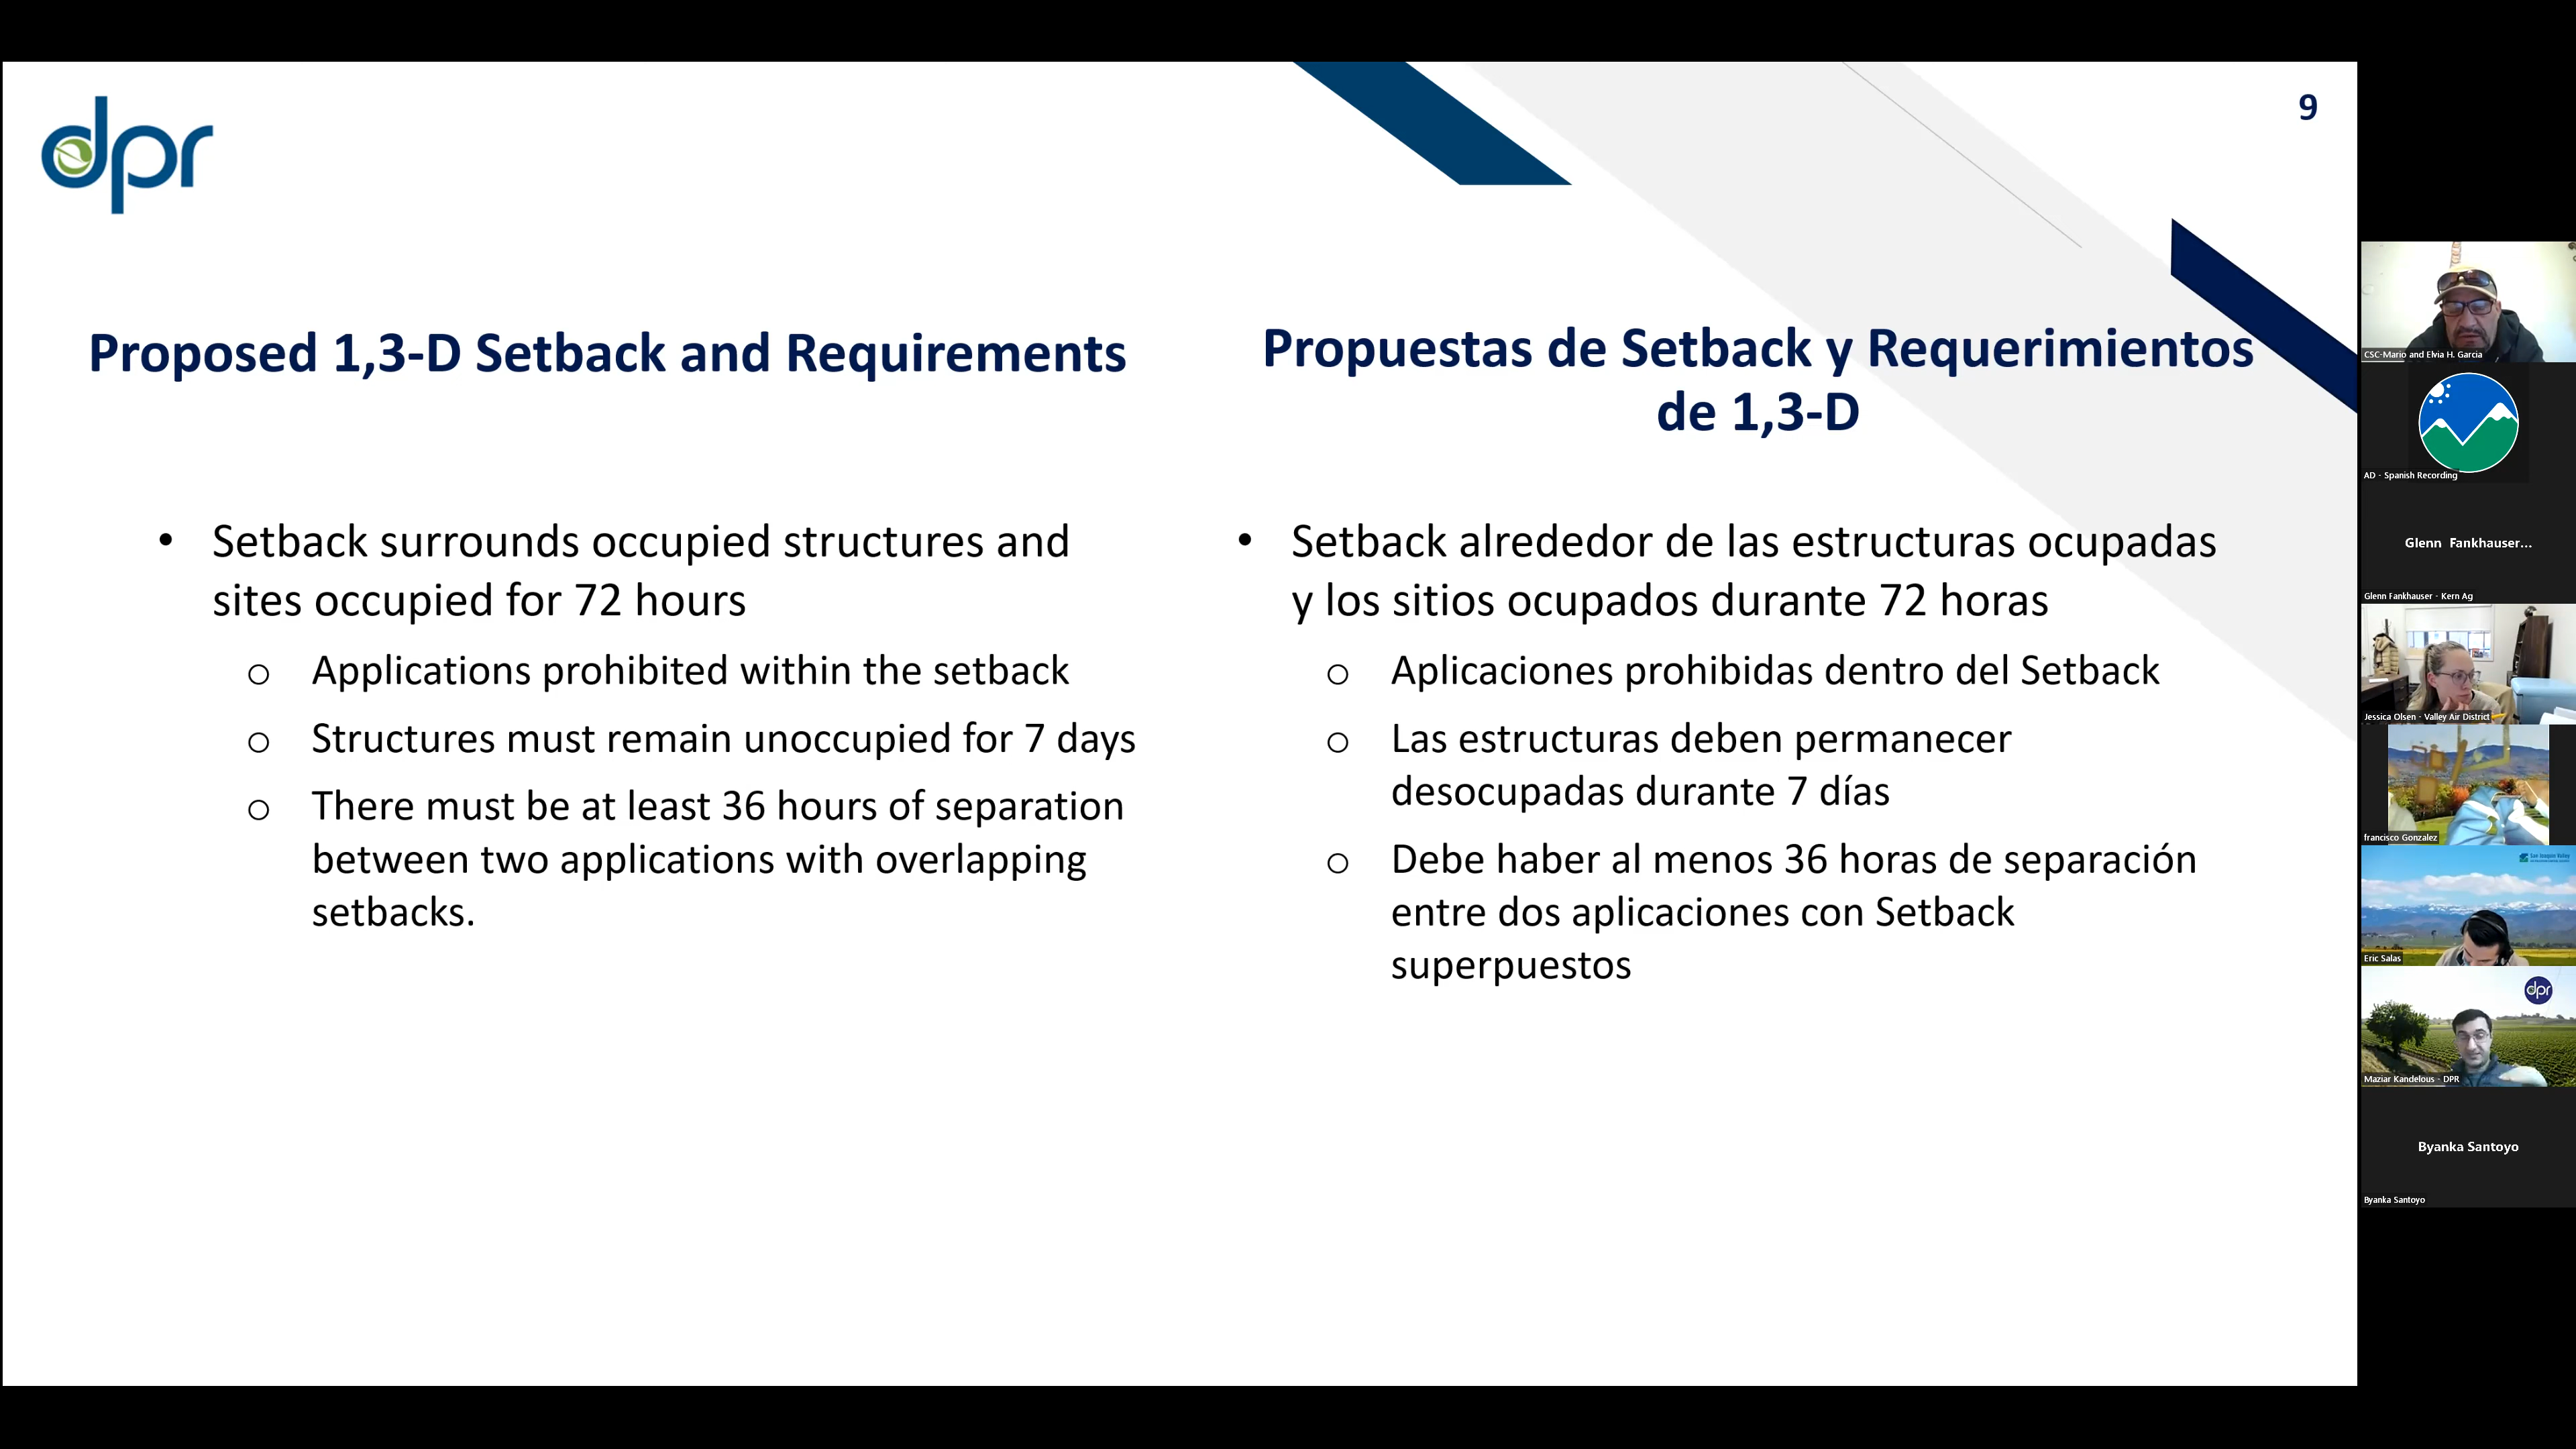 dpr
9
Proposed 1,3-D Setback and Requirements
• Setback surrounds occupied structures and
sites occupied for 72 hours
o Applications prohibited within the setback
o Structures must remain unoccupied for 7 days
o There must be at least 36 hours of separation
between two applications with overlapping
setbacks.
Propuestas de Setback y Requerimientos
de 1,3-D
• Setback alrededor de las estructuras ocupadas
y los sitios ocupados durante 72 horas
o Aplicaciones prohibidas dentro del Setback
o Las estructuras deben permanecer
desocupadas durante 7 días
o Debe haber al menos 36 horas de separación
entre dos aplicaciones con Setback
superpuestos
CSC-Mario and Elvia H. Garcia
AD - Spanish Recording
Glenn Fankhauser...
Glenn Fankhauser - Kern Ag
Jessica Olsen - Valley Air District
francisco Gonzalez
San Joaquin Valley
Eric Salas
dpr
Maziar Kandelous - DPR
Byanka Santoyo
Byanka Santoyo